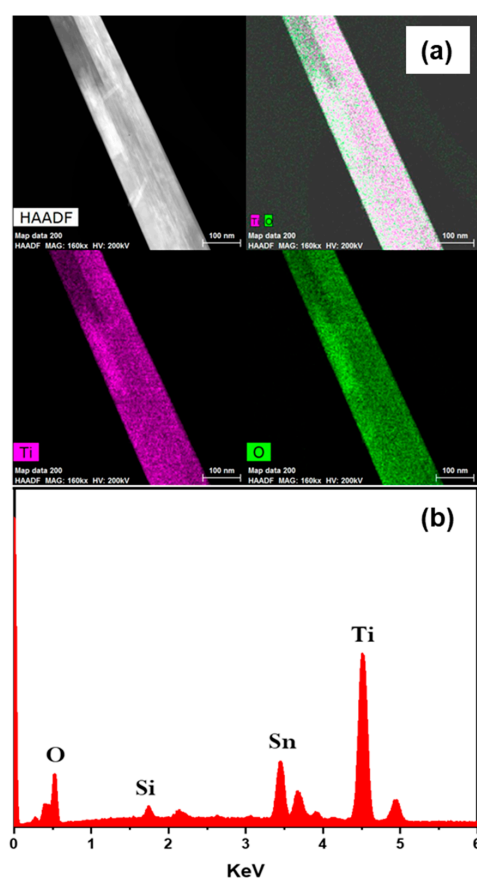 (a)
HAADF
Map data 200
HAADF MAG: 160kx HV: 200kV
100 nm
Ti O
Map data 200
HAADF MAG: 160kx HV: 200kV
100 nm
Ti
Map data 200
HAADF MAG: 160kx HV: 200kV
100 nm
O
Map data 200
HAADF MAG: 160kx HV: 200kV
100 nm
(b)
Ti
Sn
O
Si
0 1 2 3 4 5 6
KeV